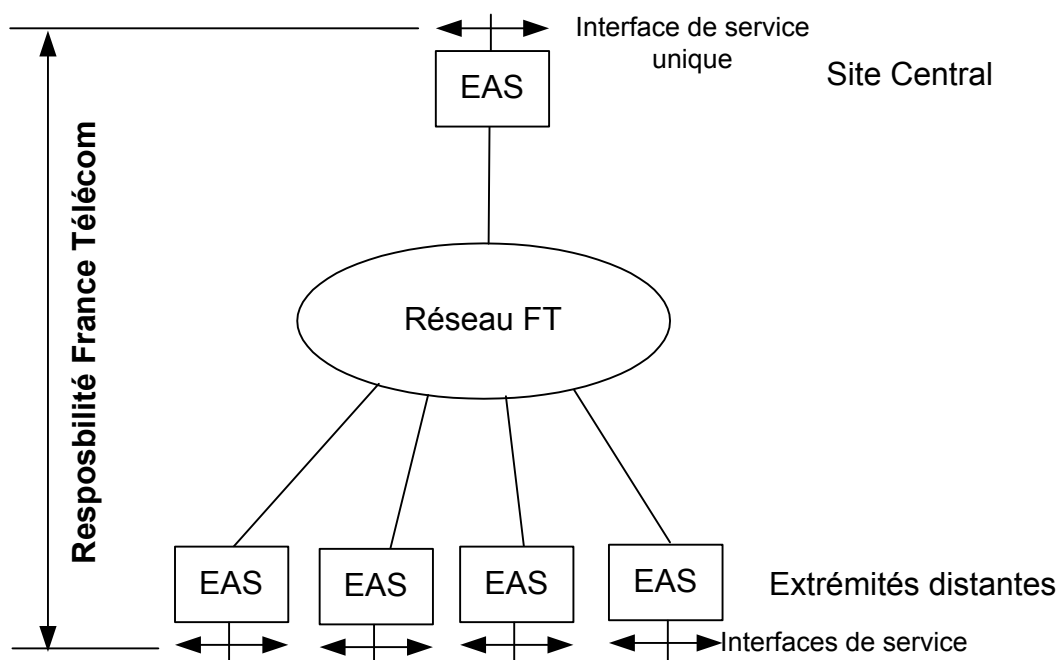 Interface de service
unique
Site Central
EAS
Resposbilité France Télécom
Réseau FT
EAS
EAS
EAS
EAS
Extrémités distantes
Interfaces de service